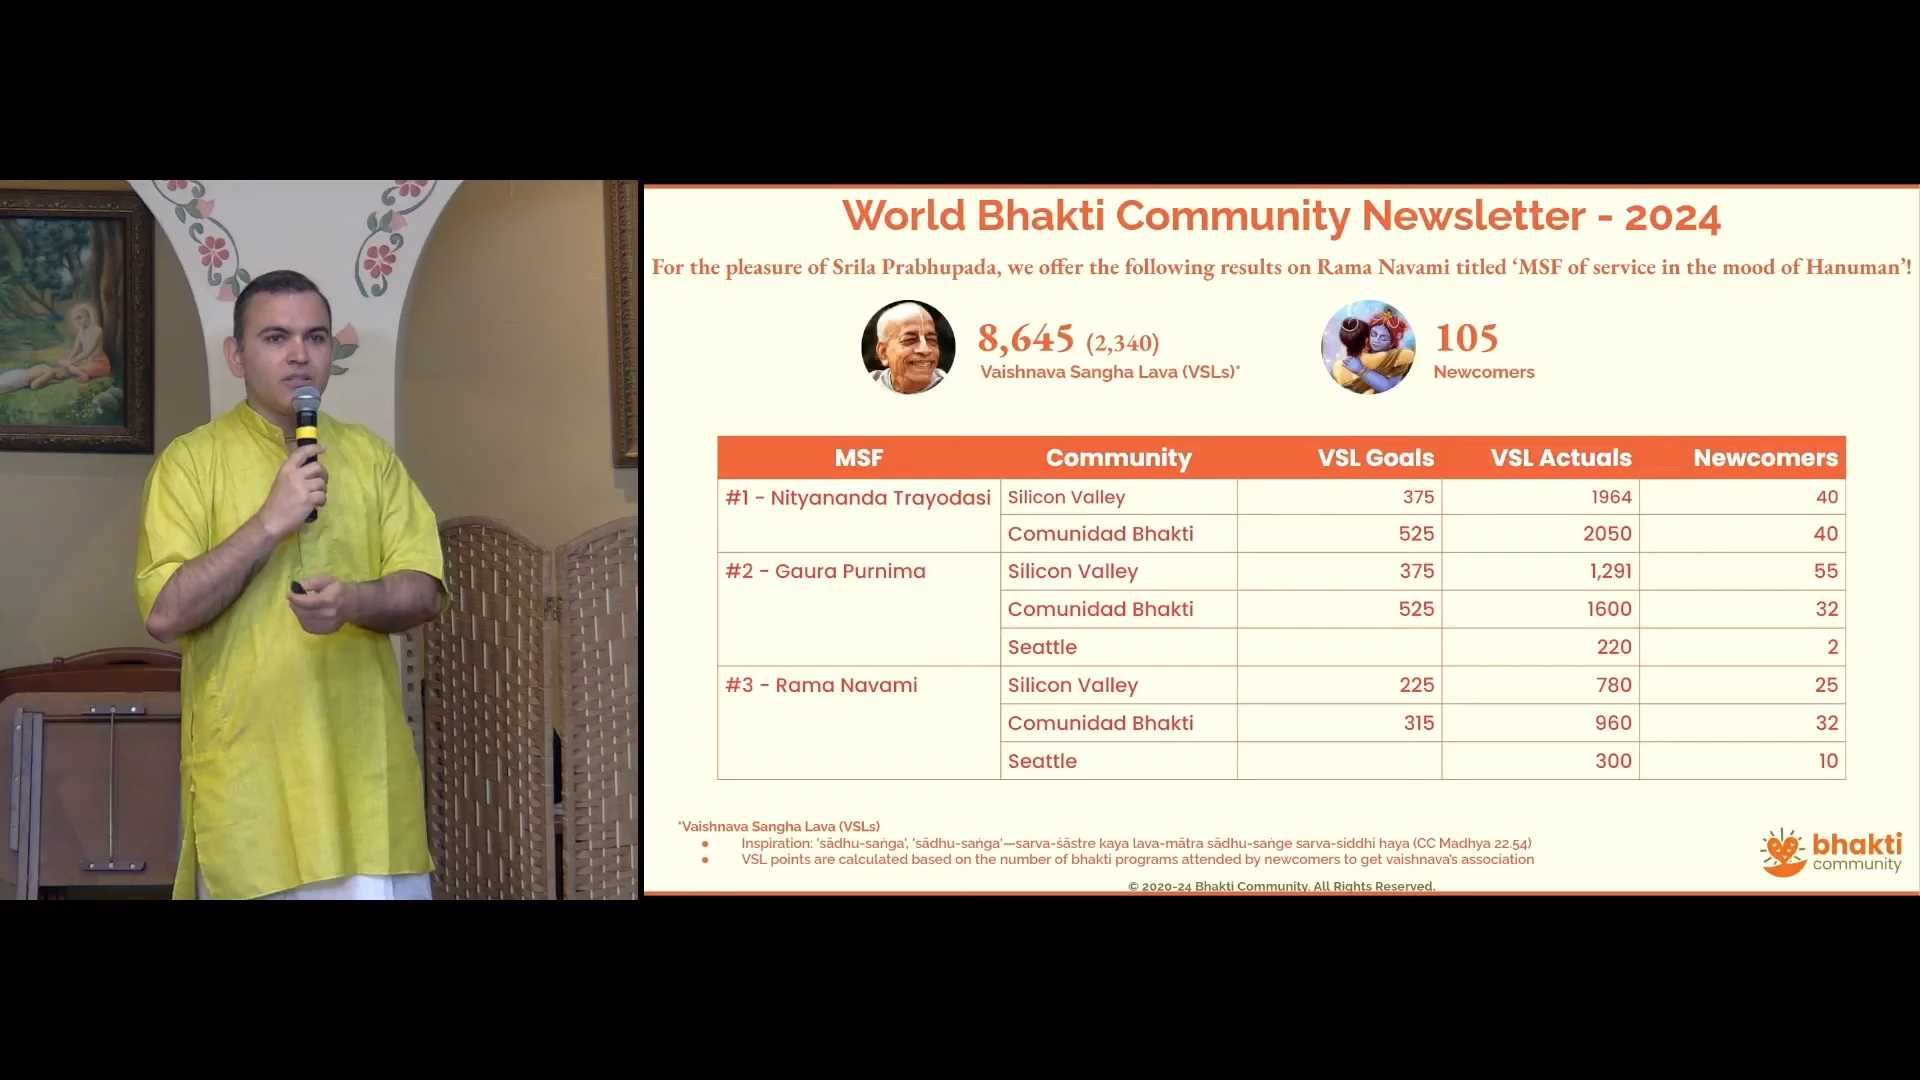 World Bhakti Community Newsletter - 2024
For the pleasure of Srila Prabhupada, we offer the following results on Rama Navami titled ‘MSF of service in the mood of Hanuman’!
8,645 (2,340)
Vaishnava Sangha Lava (VSLs)*
105
Newcomers
MSF Community VSL Goals VSL Actuals Newcomers
#1 - Nityananda Trayodasi Silicon Valley 375 1964 40
Comunidad Bhakti 525 2050 40
#2 - Gaura Purnima Silicon Valley 375 1,291 55
Comunidad Bhakti 525 1600 32
Seattle 220 2
#3 - Rama Navami Silicon Valley 225 780 25
Comunidad Bhakti 315 960 32
Seattle 300 10
*Vaishnava Sangha Lava (VSLs)
● Inspiration: 'sādhu-saṅga', 'sādhu-saṅga'—sarva-śāstre kaya lava-mātra sādhu-saṅge sarva-siddhi haya (CC Madhya 22.54)
● VSL points are calculated based on the number of bhakti programs attended by newcomers to get vaishnava's association
bhakti
community
© 2020-24 Bhakti Community. All Rights Reserved.